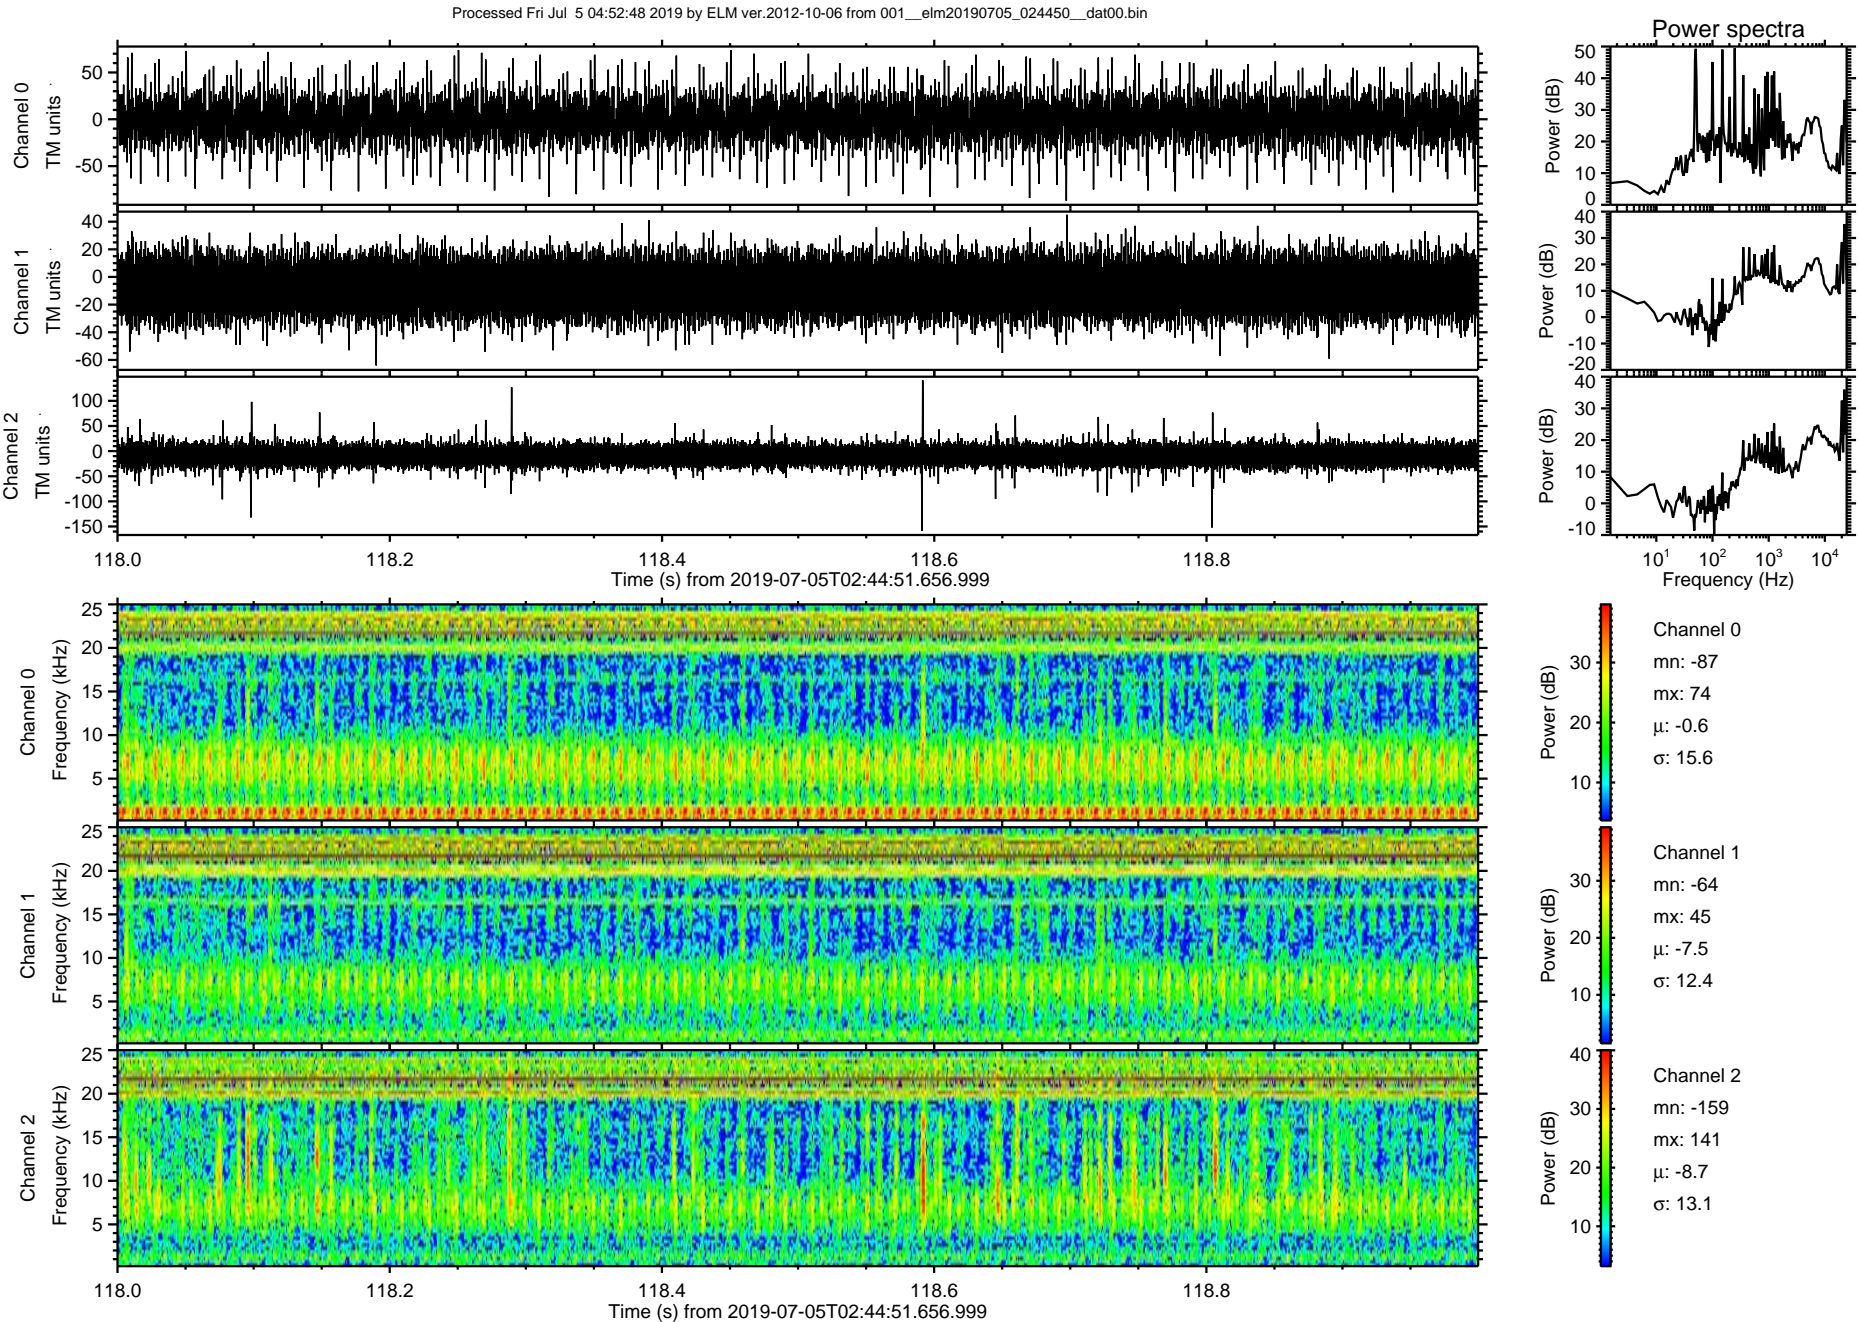 Processed Fri Jul 5 04:52:48 2019 by ELM ver.2012-10-06 from 001__elm20190705_024450__dat00.bin
Power spectra
Channel 0
TM units
50
0
-50
Power (dB)
50
40
30
20
10
0
Channel 1
TM units
40
20
0
-20
-40
-60
Power (dB)
40
30
20
10
0
-10
-20
Channel 2
TM units
100
50
0
-50
-100
-150
Power (dB)
40
30
20
10
0
-10
118.0 118.2 118.4 118.6 118.8
Time (s) from 2019-07-05T02:44:51.656.999
10¹ 10² 10³ 10⁴
Frequency (Hz)
Channel 0
Frequency (kHz)
25
20
15
10
5
Power (dB)
30
20
10
Channel 0
mn: -87
mx: 74
μ: -0.6
σ: 15.6
Channel 1
Frequency (kHz)
25
20
15
10
5
Power (dB)
30
20
10
Channel 1
mn: -64
mx: 45
μ: -7.5
σ: 12.4
Channel 2
Frequency (kHz)
25
20
15
10
5
Power (dB)
40
30
20
10
Channel 2
mn: -159
mx: 141
μ: -8.7
σ: 13.1
118.0 118.2 118.4 118.6 118.8
Time (s) from 2019-07-05T02:44:51.656.999